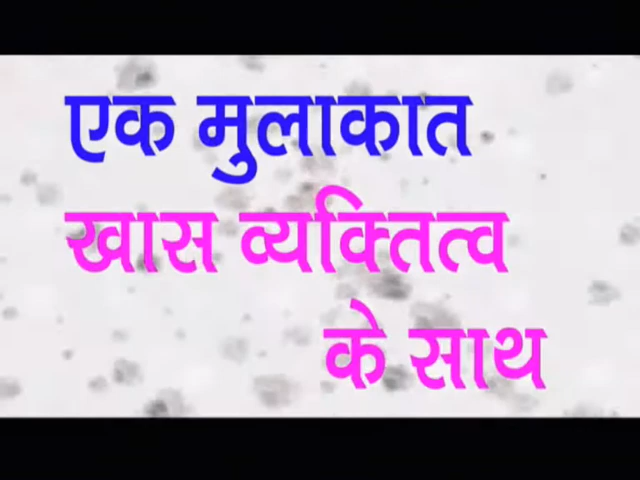 एक मुलाकात
खास व्यक्तित्व
के साथ